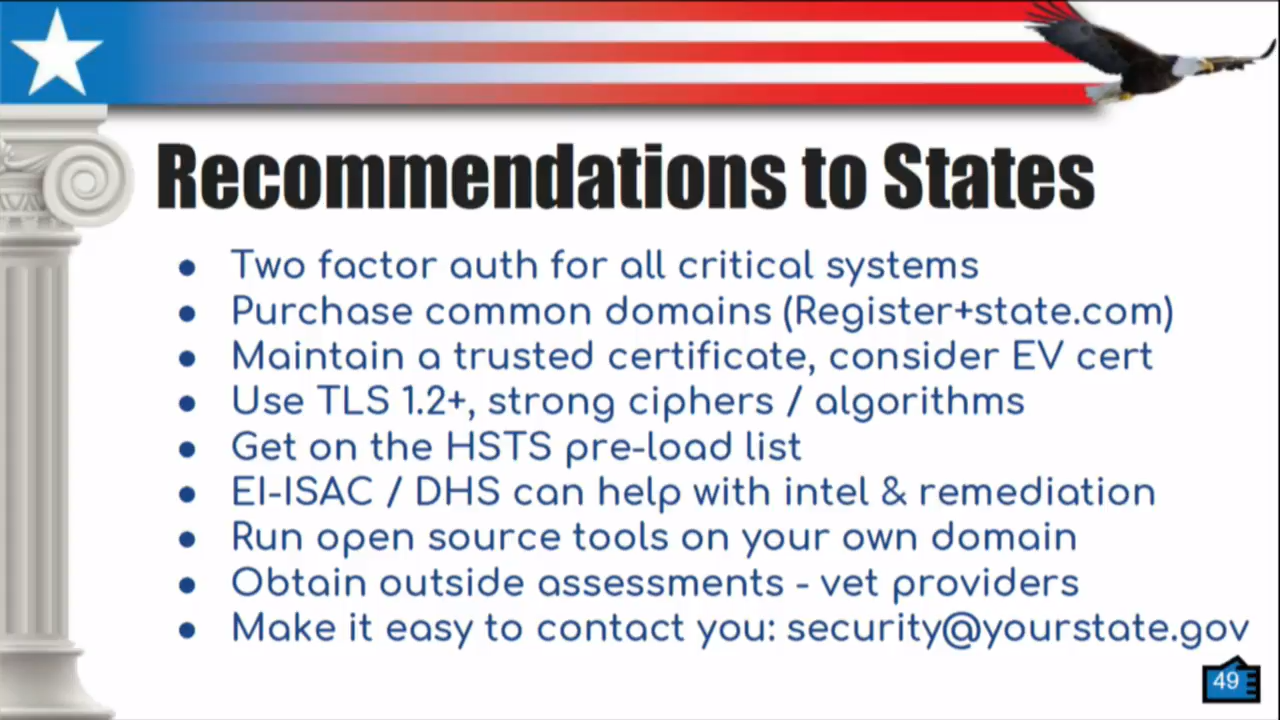 Recommendations to States
● Two factor auth for all critical systems
● Purchase common domains (Register+state.com)
● Maintain a trusted certificate, consider EV cert
● Use TLS 1.2+, strong ciphers / algorithms
● Get on the HSTS pre-load list
● EI-ISAC / DHS can help with intel & remediation
● Run open source tools on your own domain
● Obtain outside assessments - vet providers
● Make it easy to contact you: security@yourstate.gov
49